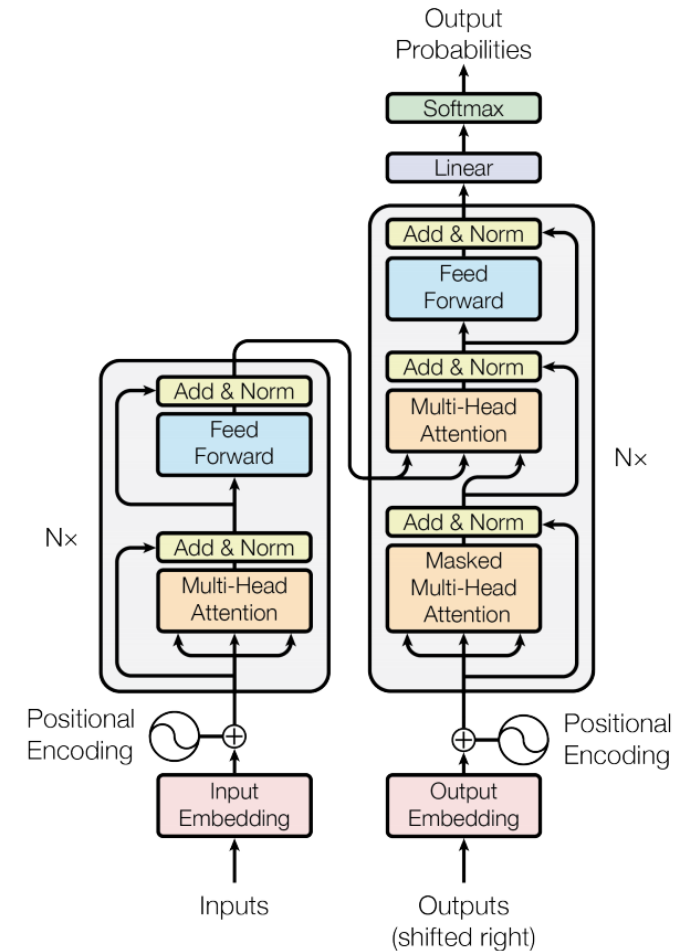 Output
Probabilities
Softmax
Linear
Add & Norm
Feed
Forward
Add & Norm
Multi-Head
Attention
Add & Norm
Masked
Multi-Head
Attention
N×
Add & Norm
Feed
Forward
Add & Norm
Multi-Head
Attention
N×
Positional
Encoding
Positional
Encoding
Input
Embedding
Output
Embedding
Inputs
Outputs
(shifted right)